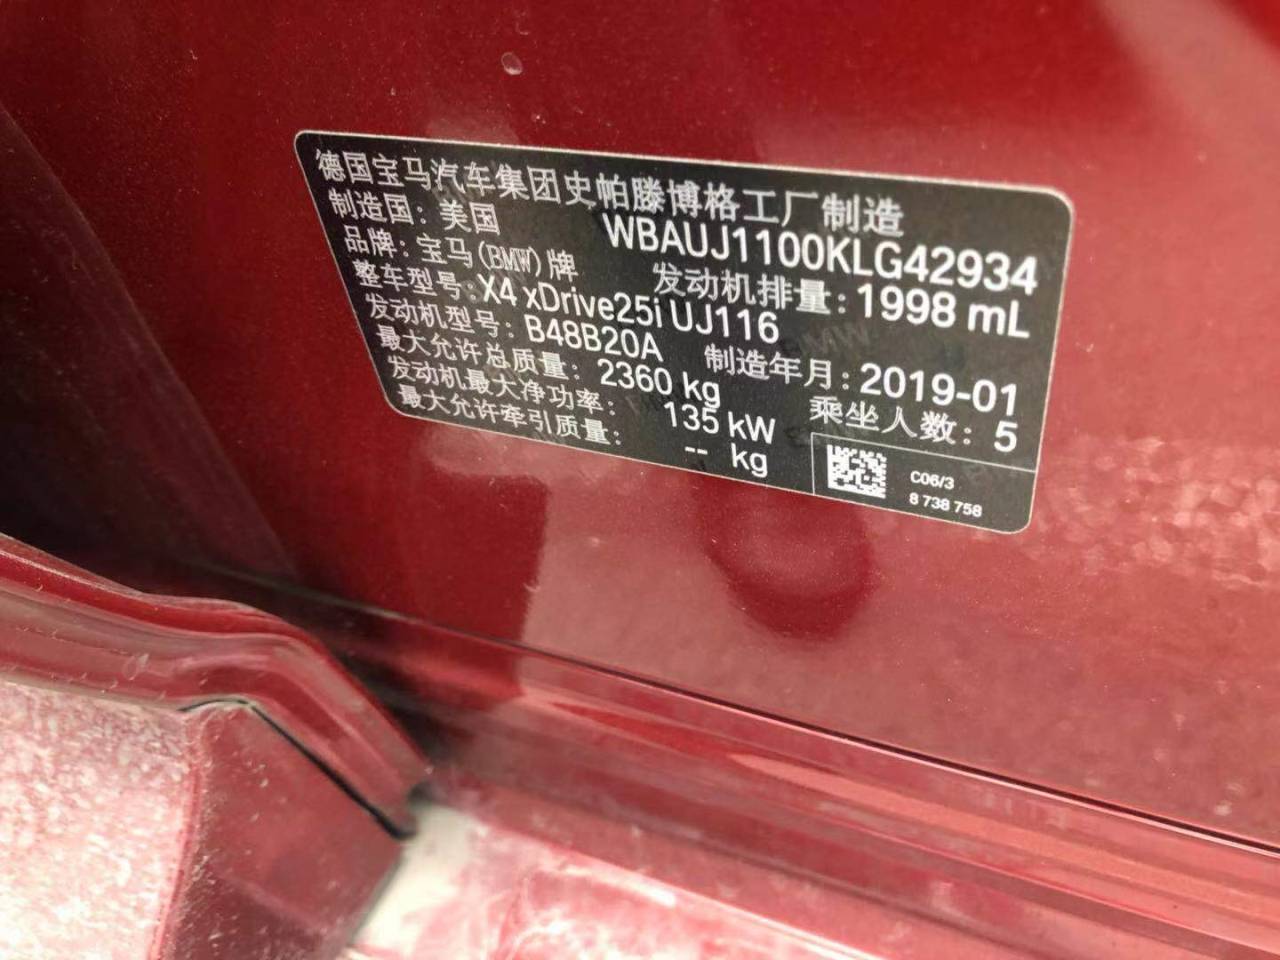 德国宝马汽车集团史帕滕博格工厂制造
制造国：美国 WBAUJ1100KLG42934
品牌：宝马(BMW)牌 发动机排量：1998 mL
整车型号：X4 xDrive25i UJ116
发动机型号：B48B20A 制造年月：2019-01
最大允许总质量：2360 kg 乘坐人数：5
发动机最大净功率：135 kW
最大允许牵引质量：-- kg
C06/3
8 738 758